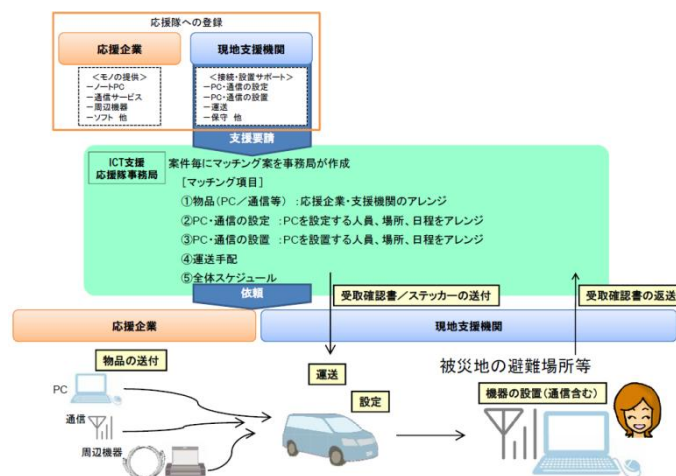 応援隊への登録
応援企業
現地支援機関
＜モノの提供＞
－ノートPC
－通信サービス
－周辺機器
－ソフト 他
＜接続・設置サポート＞
－PC・通信の設定
－PC・通信の設置
－運送
－保守 他
支援要請
ICT支援
応援隊事務局
案件毎にマッチング案を事務局が作成
［マッチング項目］
①物品（PC／通信等）：応援企業・支援機関のアレンジ
②PC・通信の設定 ：PCを設定する人員、場所、日程をアレンジ
③PC・通信の設置 ：PCを設置する人員、場所、日程をアレンジ
④運送手配
⑤全体スケジュール
依頼
受取確認書／ステッカーの送付
受取確認書の返送
応援企業
現地支援機関
物品の送付
被災地の避難場所等
運送
機器の設置（通信含む）
PC
設定
通信
周辺機器